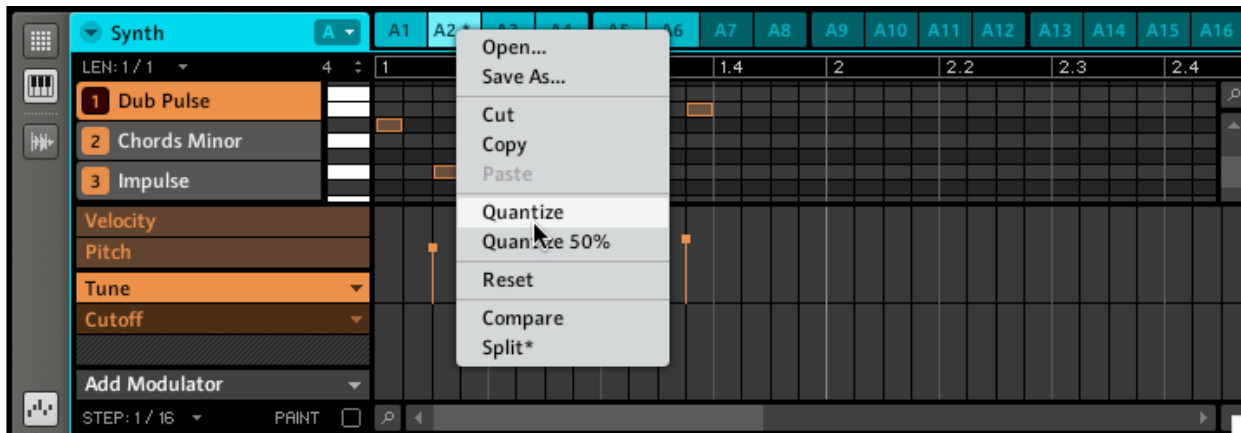 Synth A A1 A2* A6 A7 A8 A9 A10 A11 A12 A13 A14 A15 A16
LEN: 1 / 1 4 1 1.4 2 2.2 2.3 2.4
1 Dub Pulse
2 Chords Minor
3 Impulse
Velocity
Pitch
Tune
Cutoff
Add Modulator
STEP: 1 / 16 PAINT
Open...
Save As...
Cut
Copy
Paste
Quantize
Quantize 50%
Reset
Compare
Split*